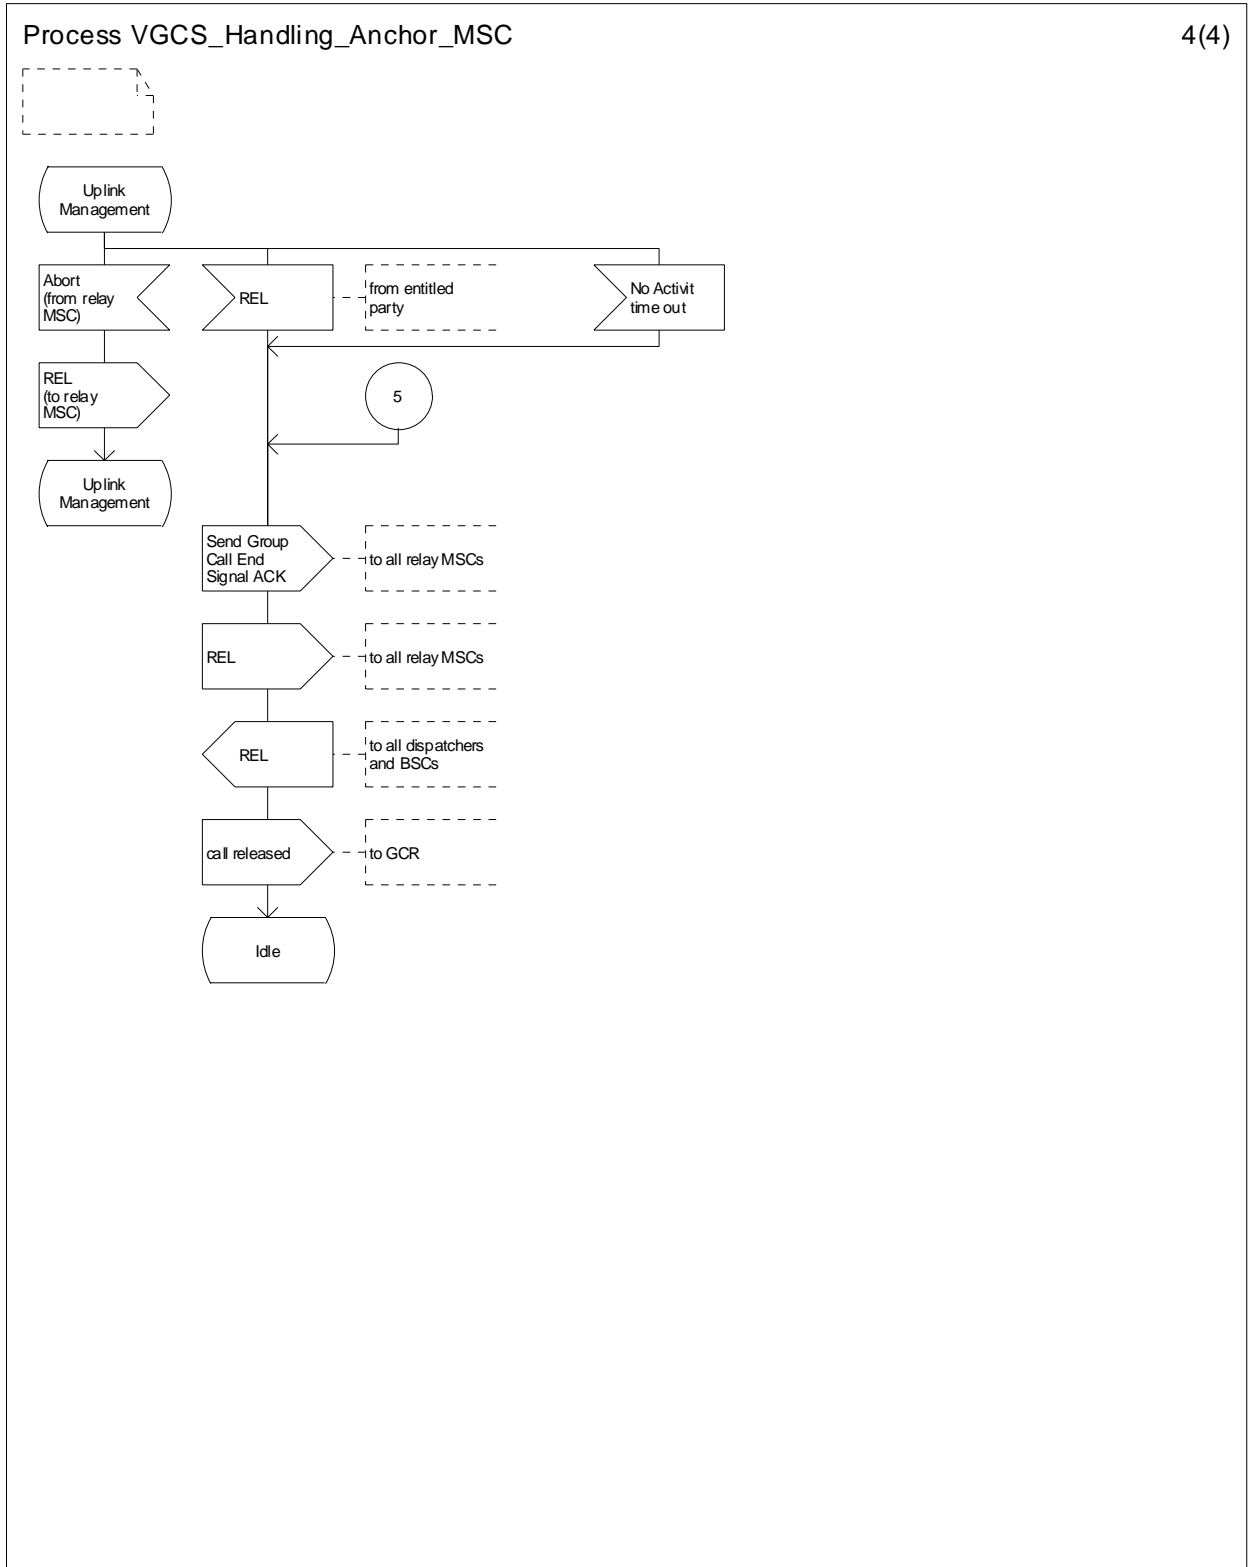 Process VGCS_Handling_Anchor_MSC
4(4)
Uplink
Management
Abort
(from relay
MSC)
REL
from entitled
party
No Activit
time out
REL
(to relay
MSC)
5
Uplink
Management
Send Group
Call End
Signal ACK
to all relay MSCs
REL
to all relay MSCs
REL
to all dispatchers
and BSCs
call released
to GCR
Idle